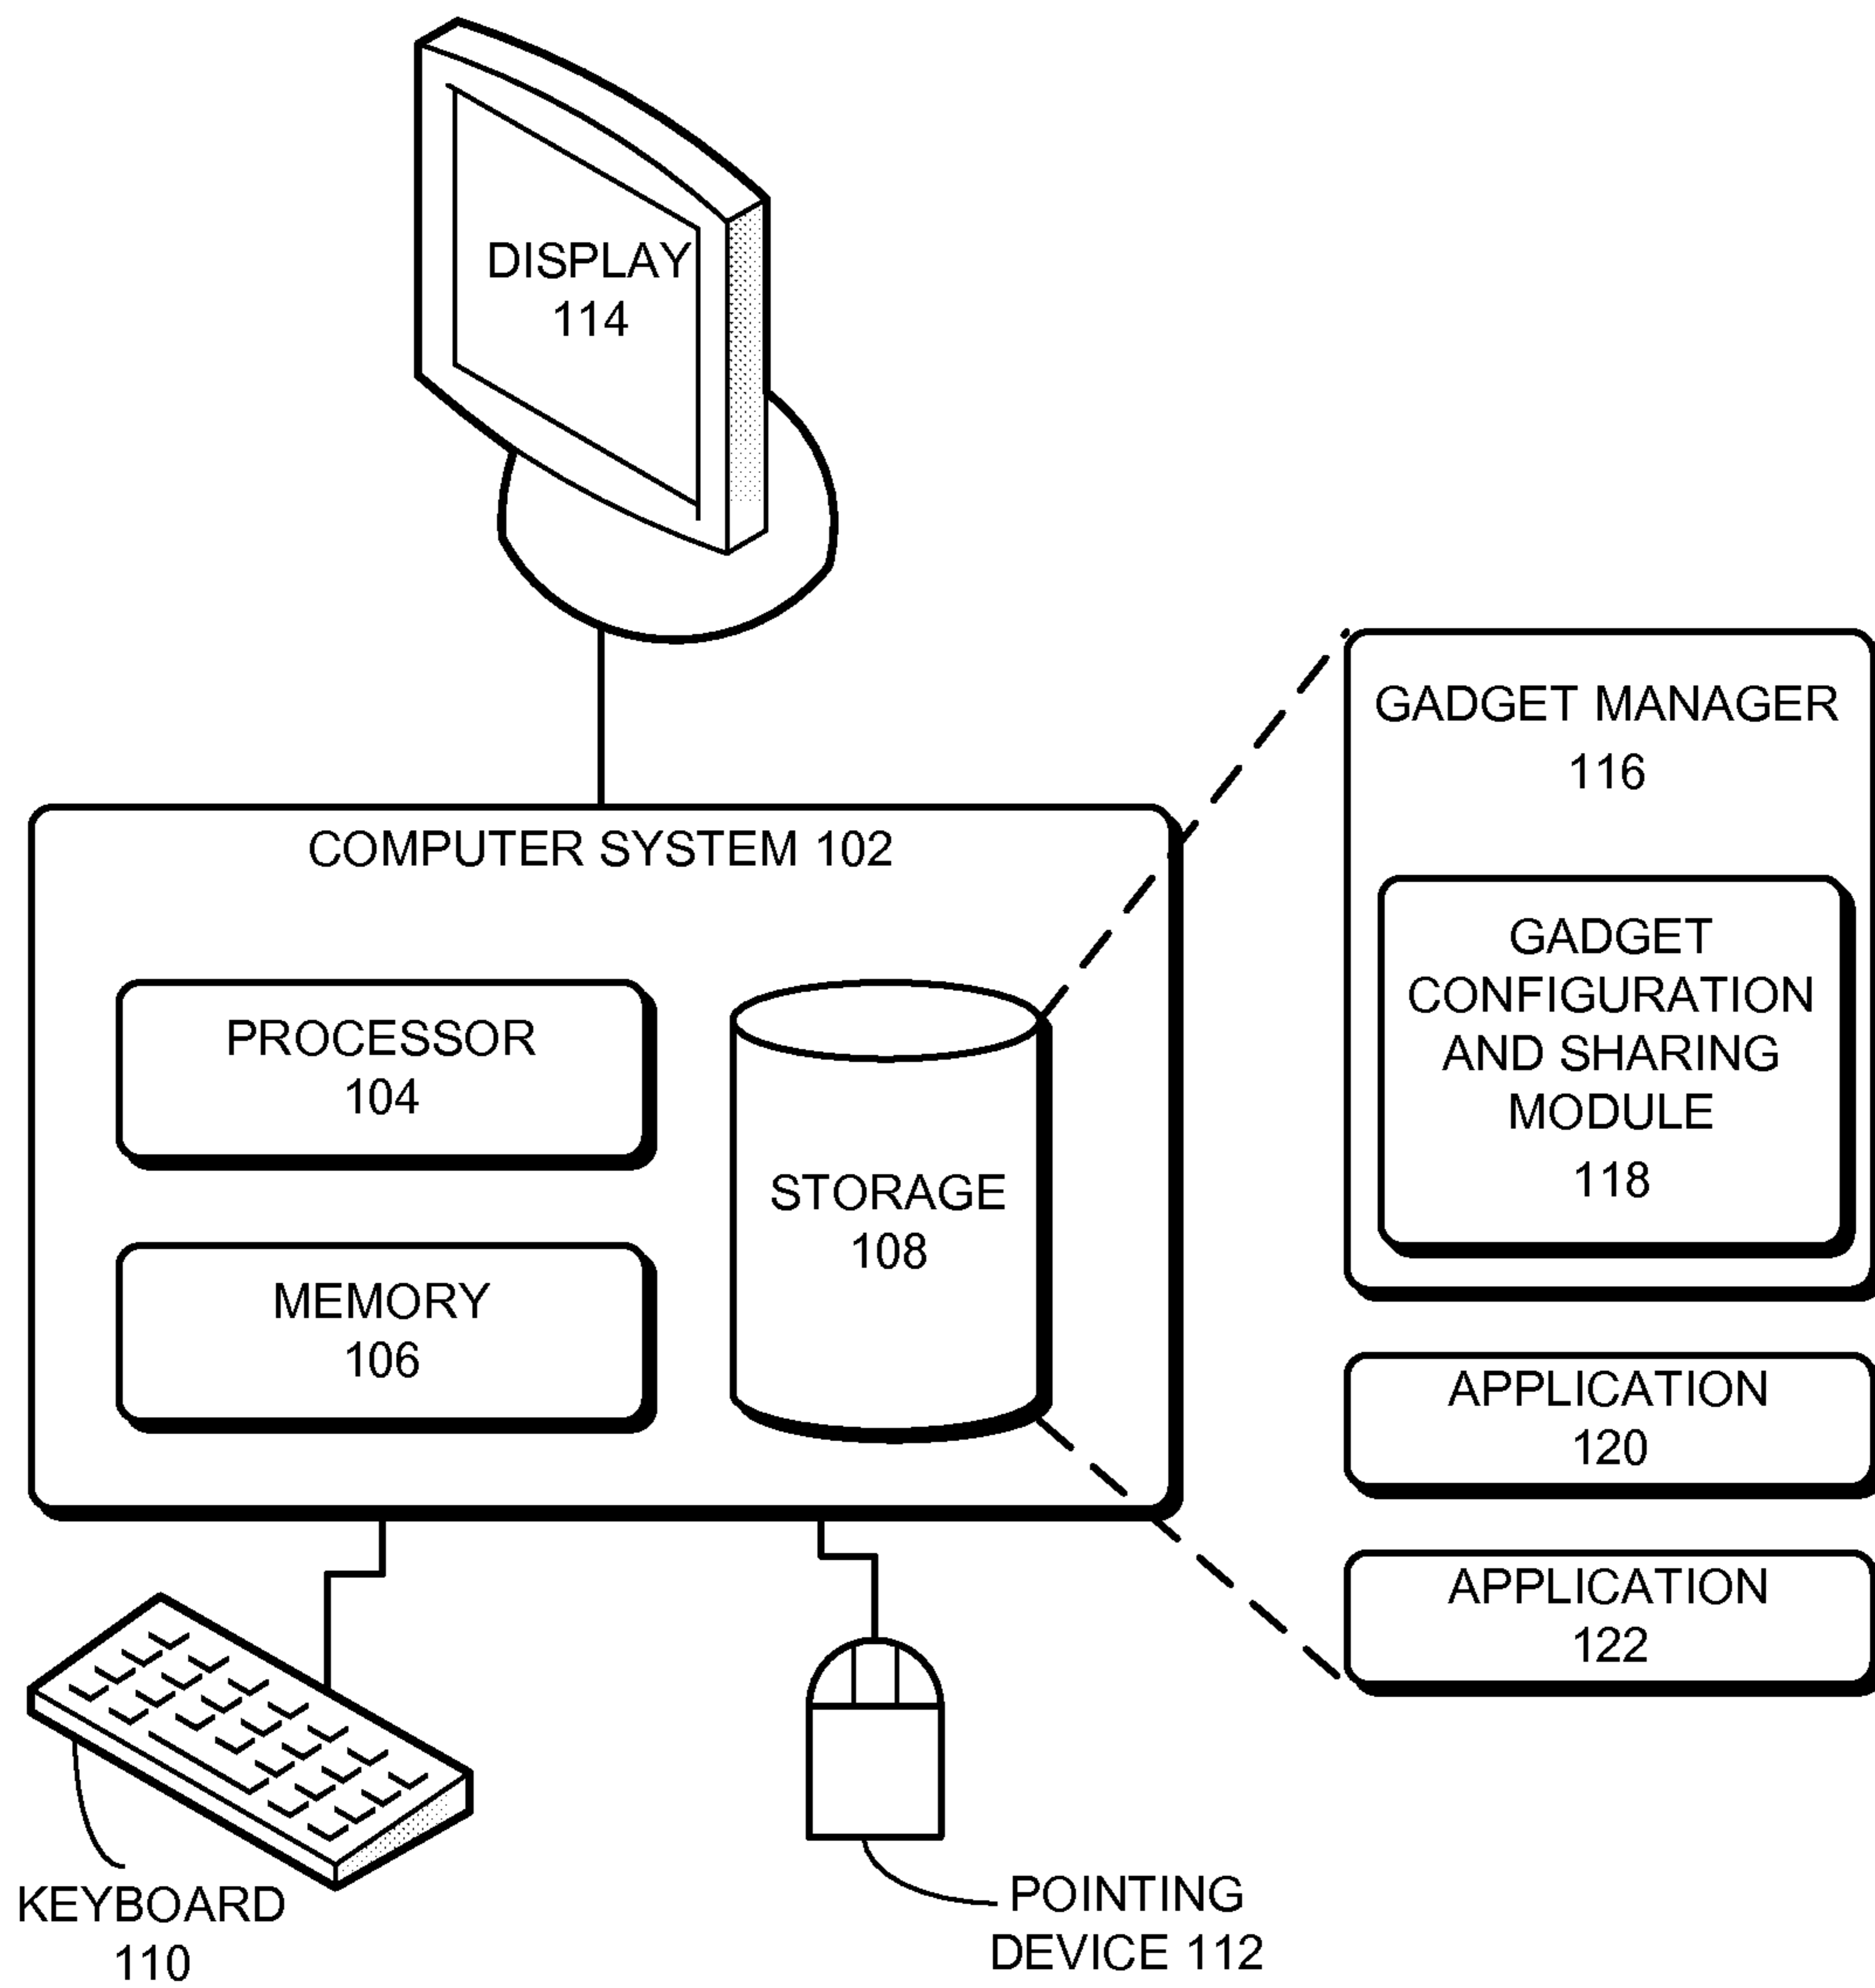 DISPLAY
114
GADGET MANAGER
116
GADGET
CONFIGURATION
AND SHARING
MODULE
118
COMPUTER SYSTEM 102
PROCESSOR
104
MEMORY
106
STORAGE
108
APPLICATION
120
APPLICATION
122
KEYBOARD
110
POINTING
DEVICE 112